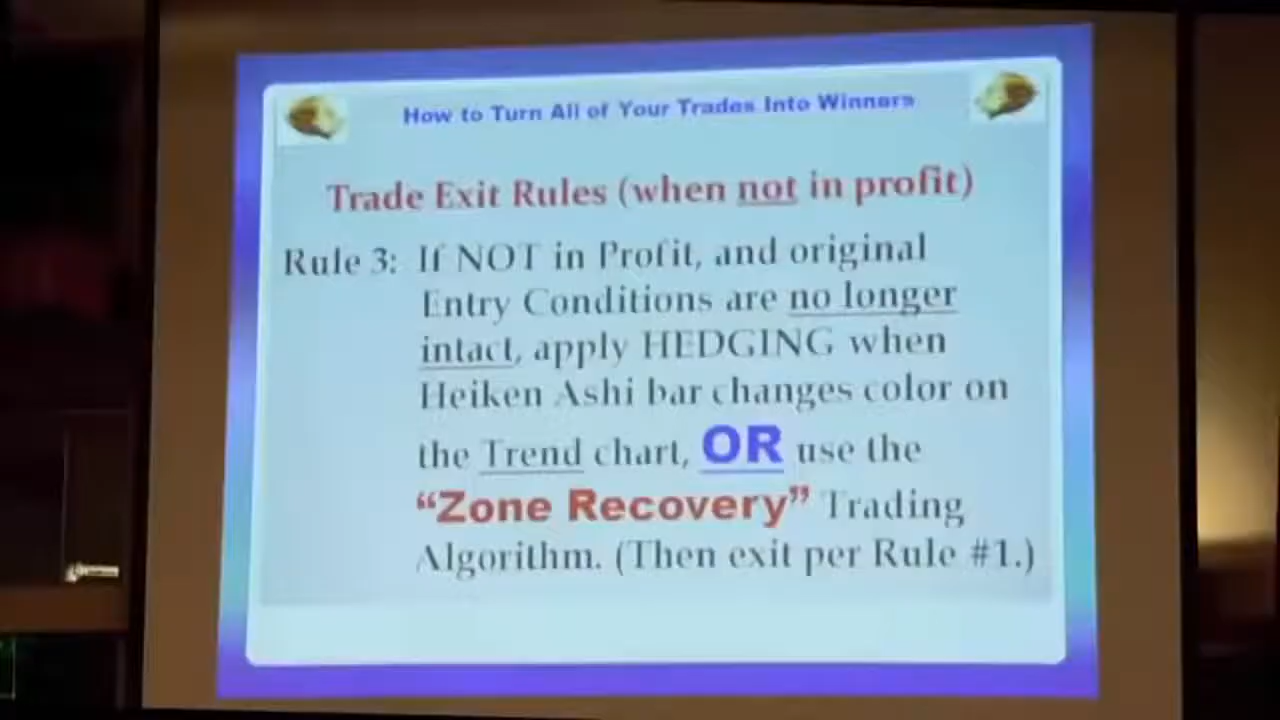 How to Turn All of Your Trades Into Winners
Trade Exit Rules (when not in profit)
Rule 3: If NOT in Profit, and original
Entry Conditions are no longer
intact, apply HEDGING when
Heiken Ashi bar changes color on
the Trend chart, OR use the
“Zone Recovery” Trading
Algorithm. (Then exit per Rule #1.)